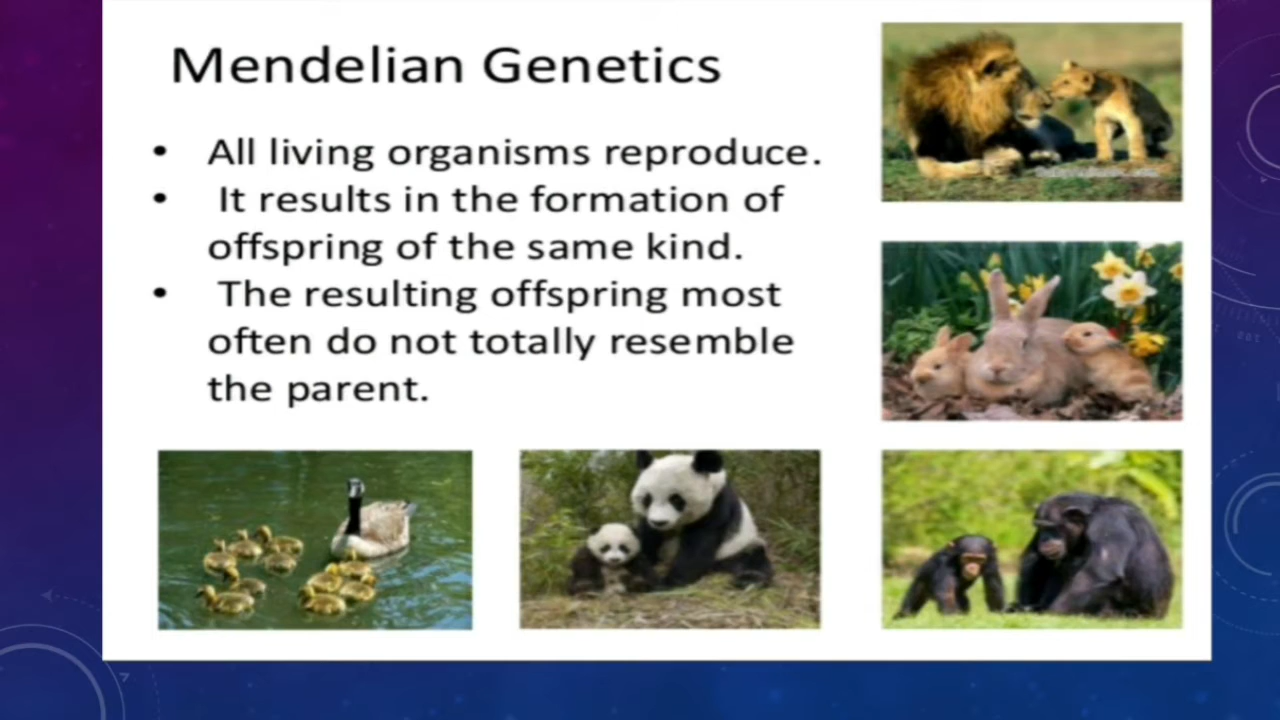 Mendelian Genetics
• All living organisms reproduce.
• It results in the formation of
offspring of the same kind.
• The resulting offspring most
often do not totally resemble
the parent.